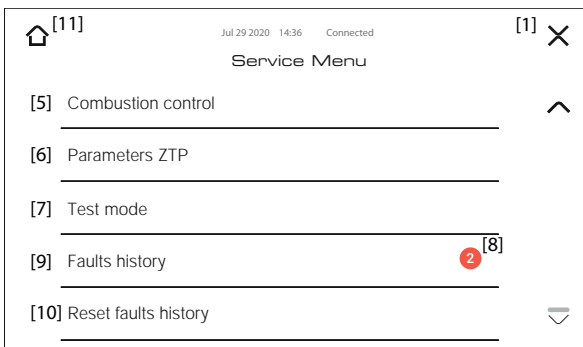 [11] Jul 29 2020 14:36 Connected [1]
Service Menu
[5] Combustion control
[6] Parameters ZTP
[7] Test mode
[9] Faults history 2 [8]
[10] Reset faults history